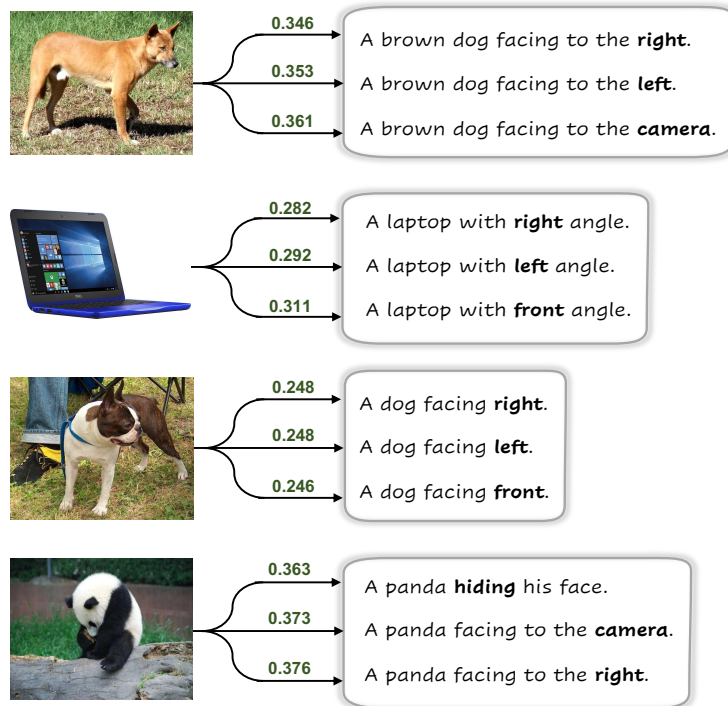 0.346
A brown dog facing to the right.
0.353
A brown dog facing to the left.
0.361
A brown dog facing to the camera.
0.282
A laptop with right angle.
0.292
A laptop with left angle.
0.311
A laptop with front angle.
0.248
A dog facing right.
0.248
A dog facing left.
0.246
A dog facing front.
0.363
A panda hiding his face.
0.373
A panda facing to the camera.
0.376
A panda facing to the right.